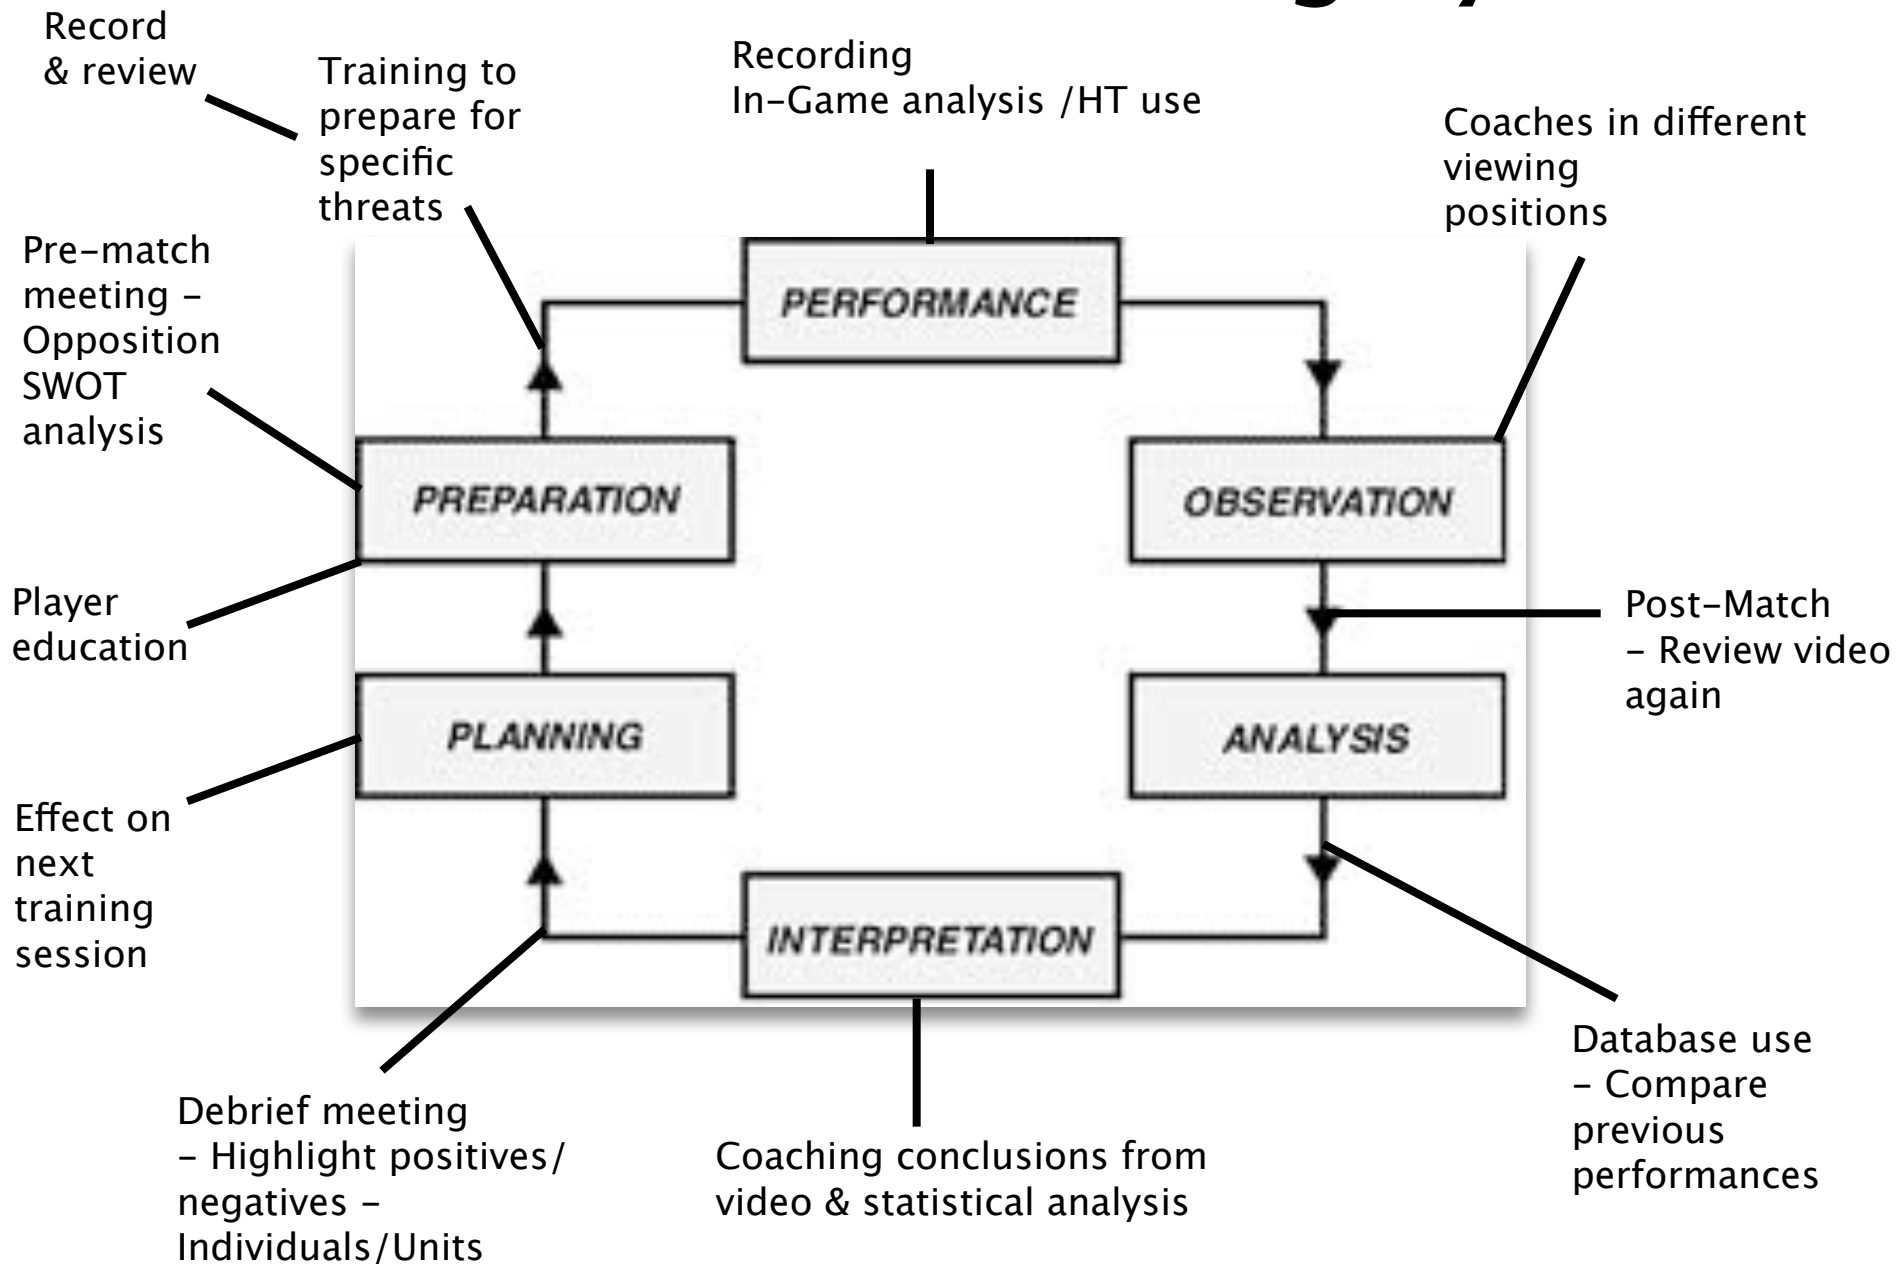 Record
& review
Training to
prepare for
specific
threats
Recording
In-Game analysis /HT use
Coaches in different
viewing
positions
Pre-match
meeting –
Opposition
SWOT
analysis
PERFORMANCE
PREPARATION
OBSERVATION
Player
education
Post-Match
– Review video
again
PLANNING
ANALYSIS
Effect on
next
training
session
INTERPRETATION
Database use
– Compare
previous
performances
Debrief meeting
– Highlight positives/
negatives –
Individuals/Units
Coaching conclusions from
video & statistical analysis